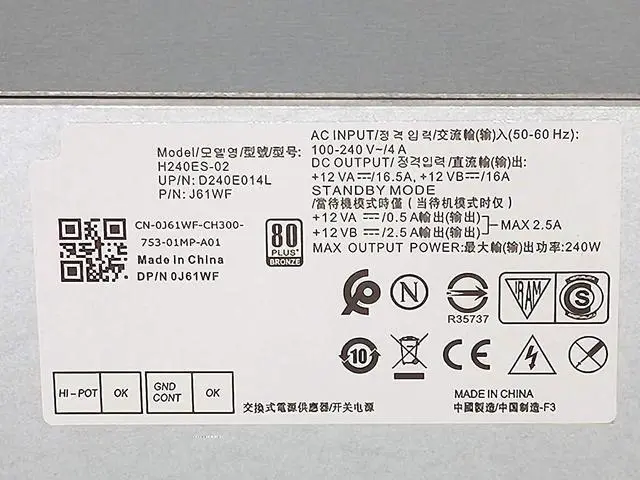 Model/모델명/型號/型号:
H240ES-02
UP/N: D240E014L
P/N: J61WF
AC INPUT/정격입력/交流輸(输)入(50-60 Hz):
100-240 V~/4 A
DC OUTPUT/정격입력/直流輸(输)出:
+12 VA⎓/16.5A, +12 VB⎓/16A
STANDBY MODE
/當待機模式時僅(当待机模式时仅)
+12 VA ⎓/0.5 A輸出(输出)
+12 VB ⎓/2.5 A輸出(输出)
MAX 2.5A
MAX OUTPUT POWER:最大輸(输)出功率:240W
CN-0J61WF-CH300-
7S3-01MP-A01
Made in China
DP/N 0J61WF
80
PLUS
BRONZE
N
R35737
IRAM
S
10
CE
HI-POT OK
GND CONT OK
交換式電源供應器/开关电源
MADE IN CHINA
中國製造/中国制造-F3